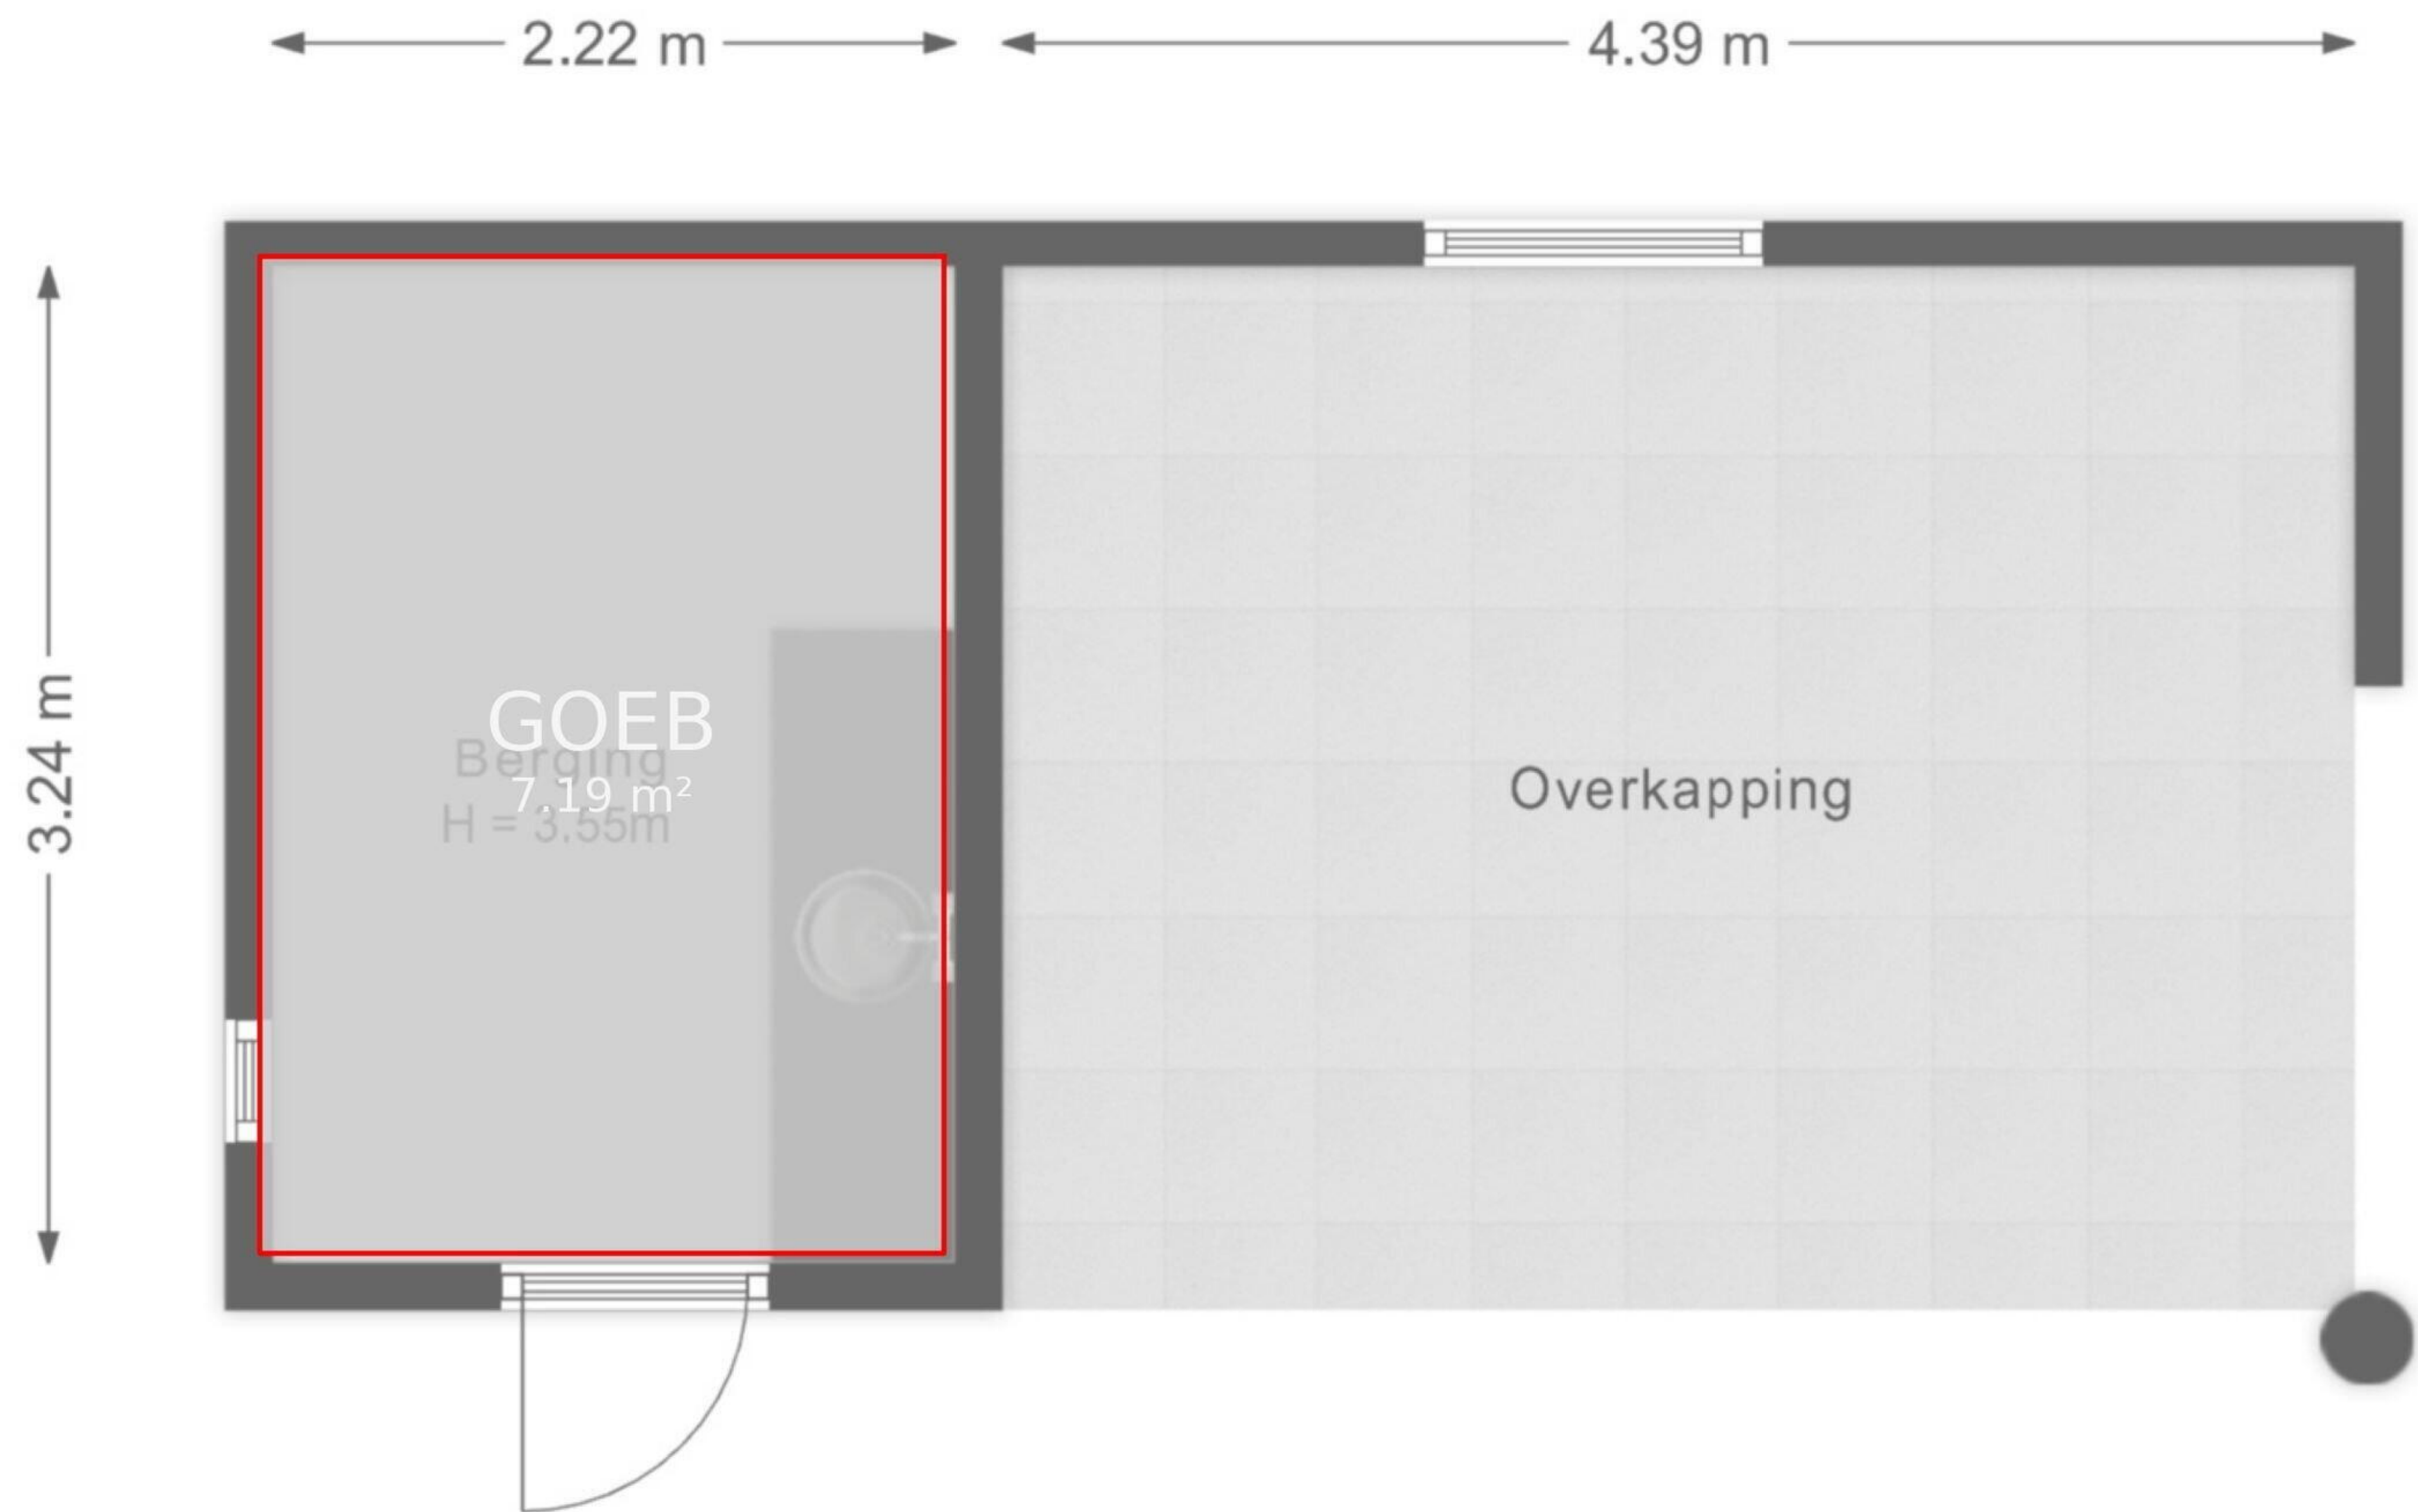 2.22 m
4.39 m
3.24 m
GOEB
Berging
7.19 m²
H = 3.55m
Overkapping